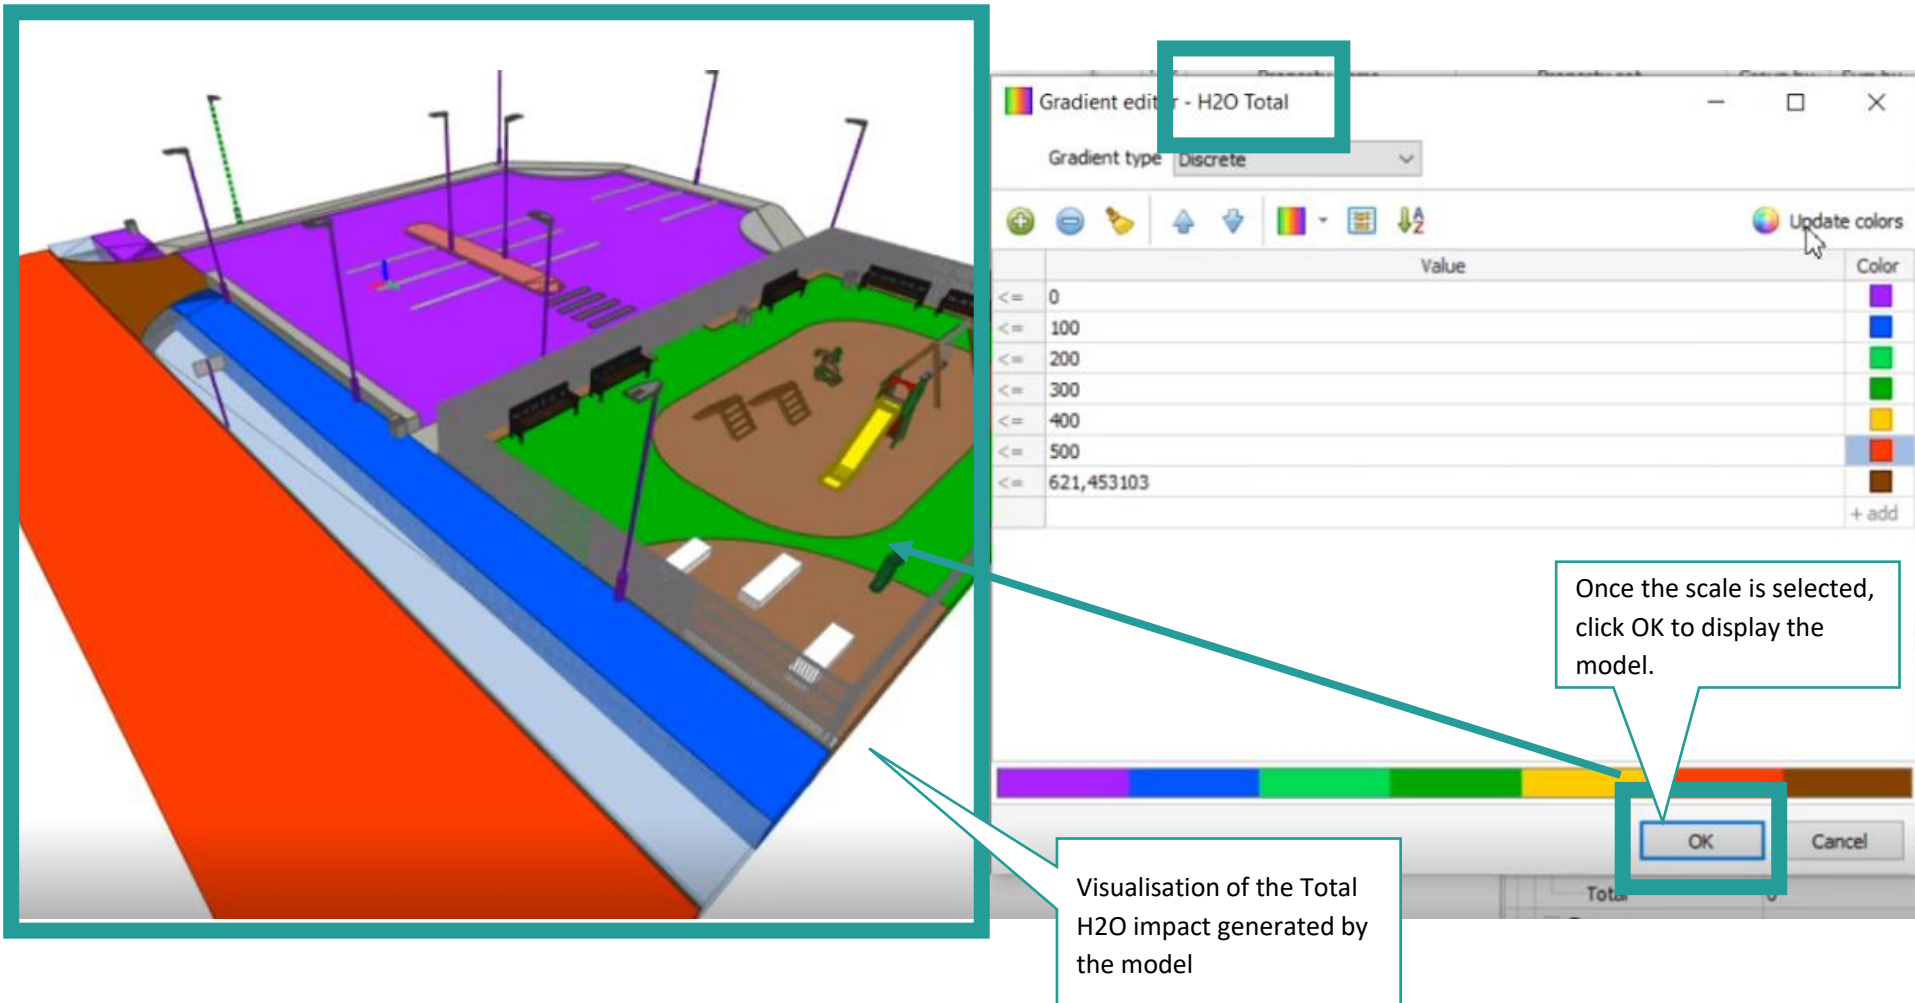 Gradient editor - H2O Total
Gradient type Discrete
Update colors
Value Color
<= 0
<= 100
<= 200
<= 300
<= 400
<= 500
<= 621,453103
+ add
Once the scale is selected,
click OK to display the
model.
OK Cancel
Total 0
Visualisation of the Total
H2O impact generated by
the model